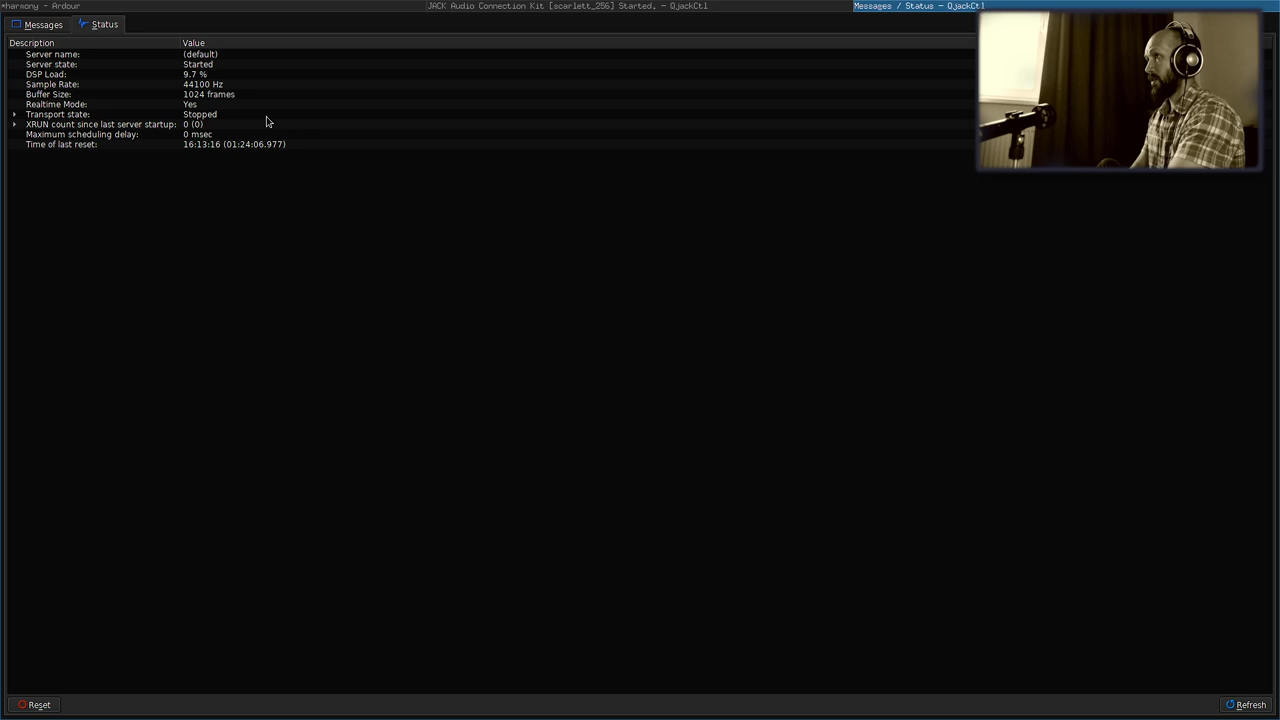 *harmony - Ardour
JACK Audio Connection Kit [scarlett_256] Started. - QjackCtl
Messages / Status - QjackCtl
Messages
Status
Description Value
Server name: (default)
Server state: Started
DSP Load: 9.7 %
Sample Rate: 44100 Hz
Buffer Size: 1024 frames
Realtime Mode: Yes
Transport state: Stopped
XRUN count since last server startup: 0 (0)
Maximum scheduling delay: 0 msec
Time of last reset: 16:13:16 (01:24:06.977)
Reset
Refresh